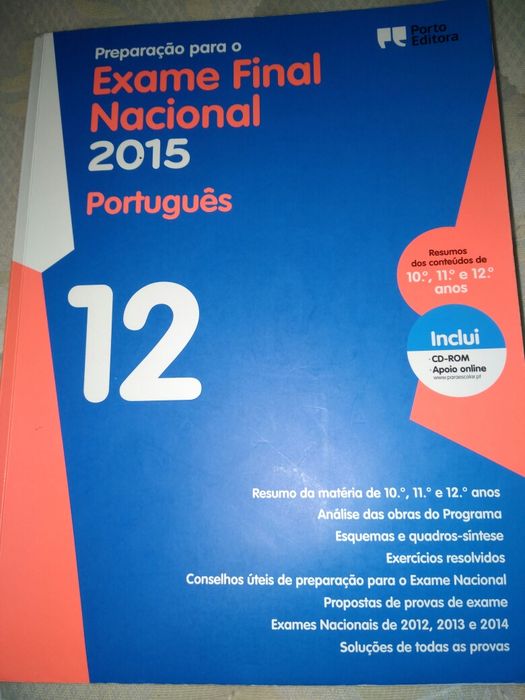 Preparação para o
Exame Final
Nacional
2015
Português
Porto
Editora
12
Resumos
dos conteúdos de
10.º, 11.º e 12.º
anos
Inclui
· CD-ROM
· Apoio online
www.paraescolas.pt
Resumo da matéria de 10.º, 11.º e 12.º anos
Análise das obras do Programa
Esquemas e quadros-síntese
Exercícios resolvidos
Conselhos úteis de preparação para o Exame Nacional
Propostas de provas de exame
Exames Nacionais de 2012, 2013 e 2014
Soluções de todas as provas